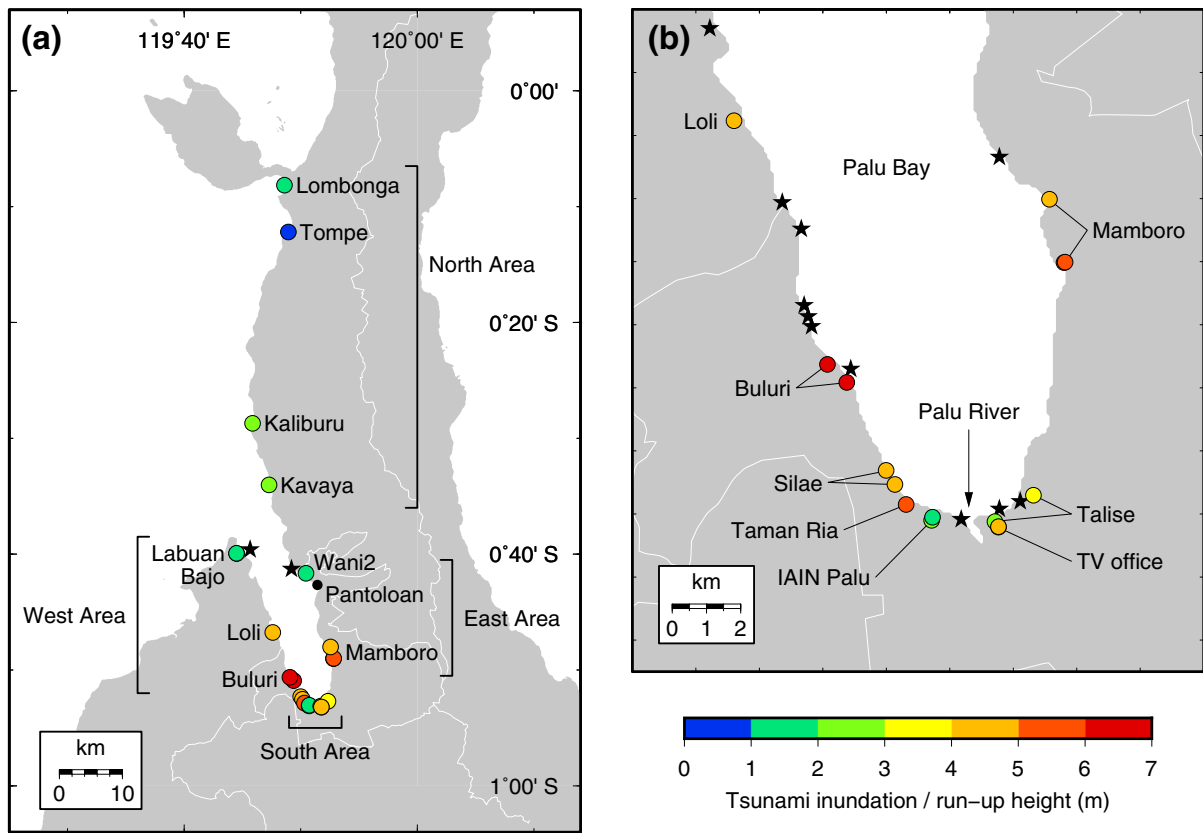 (a)
119°40' E
120°00' E
0°00'
Lombonga
Tompe
North Area
0°20' S
Kaliburu
Kavaya
0°40' S
Labuan
Bajo
Wani2
Pantoloan
West Area
East Area
Loli
Mamboro
Buluri
South Area
km
0 10
1°00' S
(b)
Loli
Palu Bay
Mamboro
Buluri
Palu River
Silae
Taman Ria
Talise
IAIN Palu
TV office
km
0 1 2
0 1 2 3 4 5 6 7
Tsunami inundation / run−up height (m)